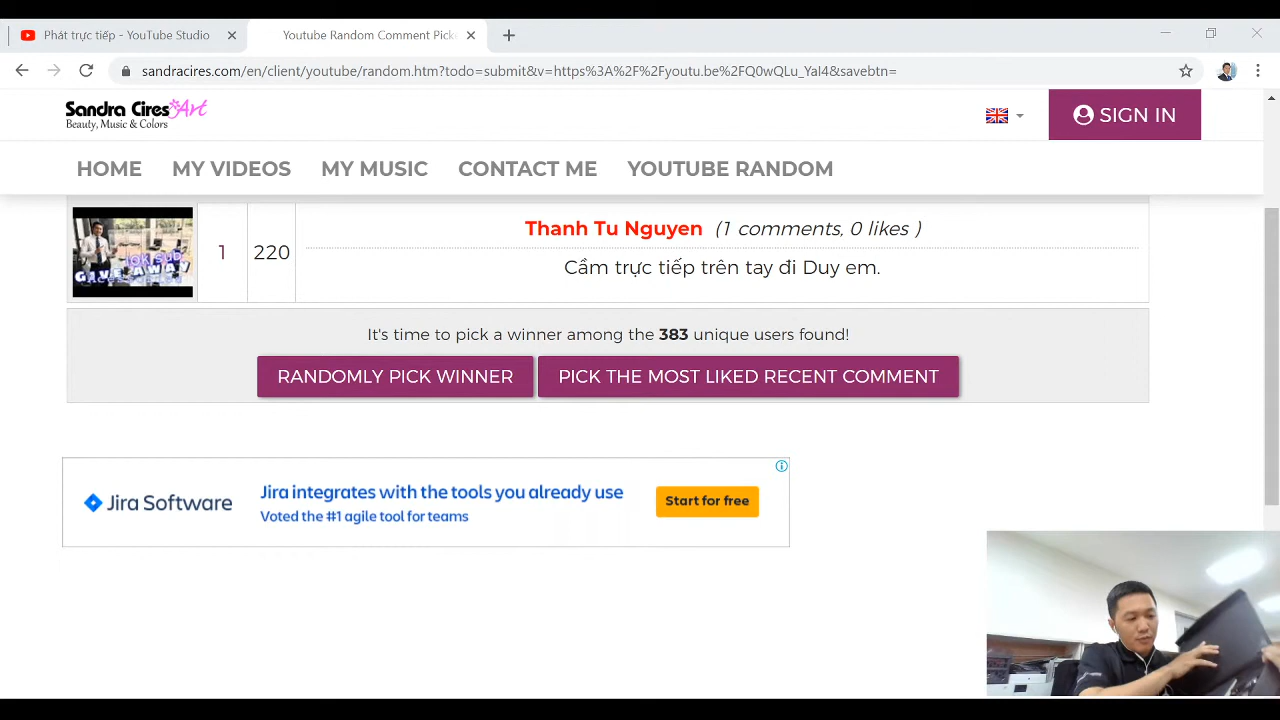 Phát trực tiếp - YouTube Studio
Youtube Random Comment Picke
sandracires.com/en/client/youtube/random.htm?todo=submit&v=https%3A%2F%2Fyoutu.be%2FQ0wQLu_YaI4&savebtn=
Sandra Cires Art
Beauty, Music & Colors
SIGN IN
HOME MY VIDEOS MY MUSIC CONTACT ME YOUTUBE RANDOM
10K SUB
GIVE AWAY
1 220 Thanh Tu Nguyen (1 comments, 0 likes )
Cầm trực tiếp trên tay đi Duy em.
It's time to pick a winner among the 383 unique users found!
RANDOMLY PICK WINNER PICK THE MOST LIKED RECENT COMMENT
Jira Software
Jira integrates with the tools you already use
Voted the #1 agile tool for teams
Start for free